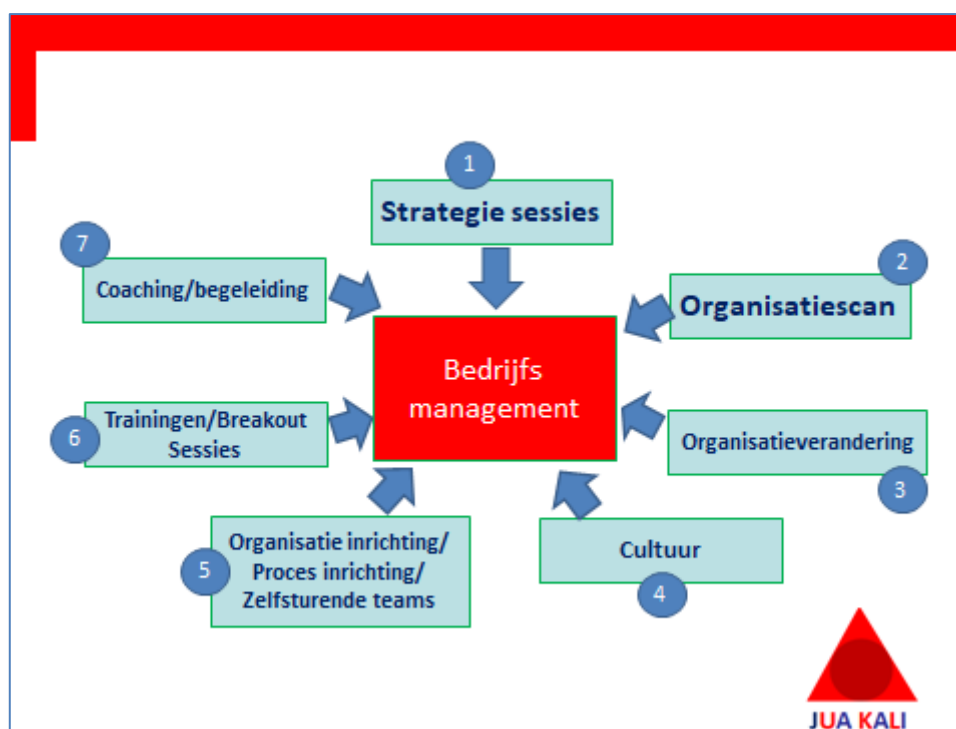 1
Strategie sessies
2
Organisatiescan
3
Organisatieverandering
4
Cultuur
5
Organisatie inrichting/
Proces inrichting/
Zelfsturende teams
6
Trainingen/Breakout
Sessies
7
Coaching/begeleiding
Bedrijfs
management
JUA KALI